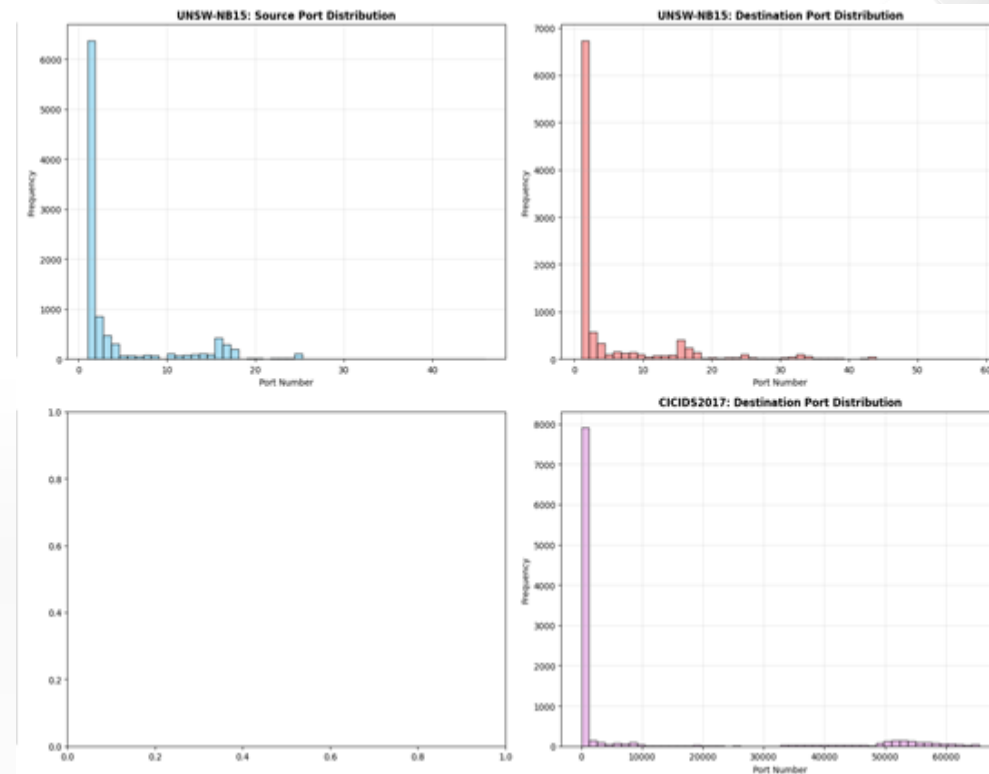 UNSW-NB15: Source Port Distribution
6000
5000
4000
3000
2000
1000
0
Frequency
0 10 20 30 40
Port Number
UNSW-NB15: Destination Port Distribution
7000
6000
5000
4000
3000
2000
1000
0
Frequency
0 10 20 30 40 50 60
Port Number
1.0
0.8
0.6
0.4
0.2
0.0
0.0 0.2 0.4 0.6 0.8 1.0
CICIDS2017: Destination Port Distribution
8000
7000
6000
5000
4000
3000
2000
1000
0
Frequency
0 10000 20000 30000 40000 50000 60000
Port Number